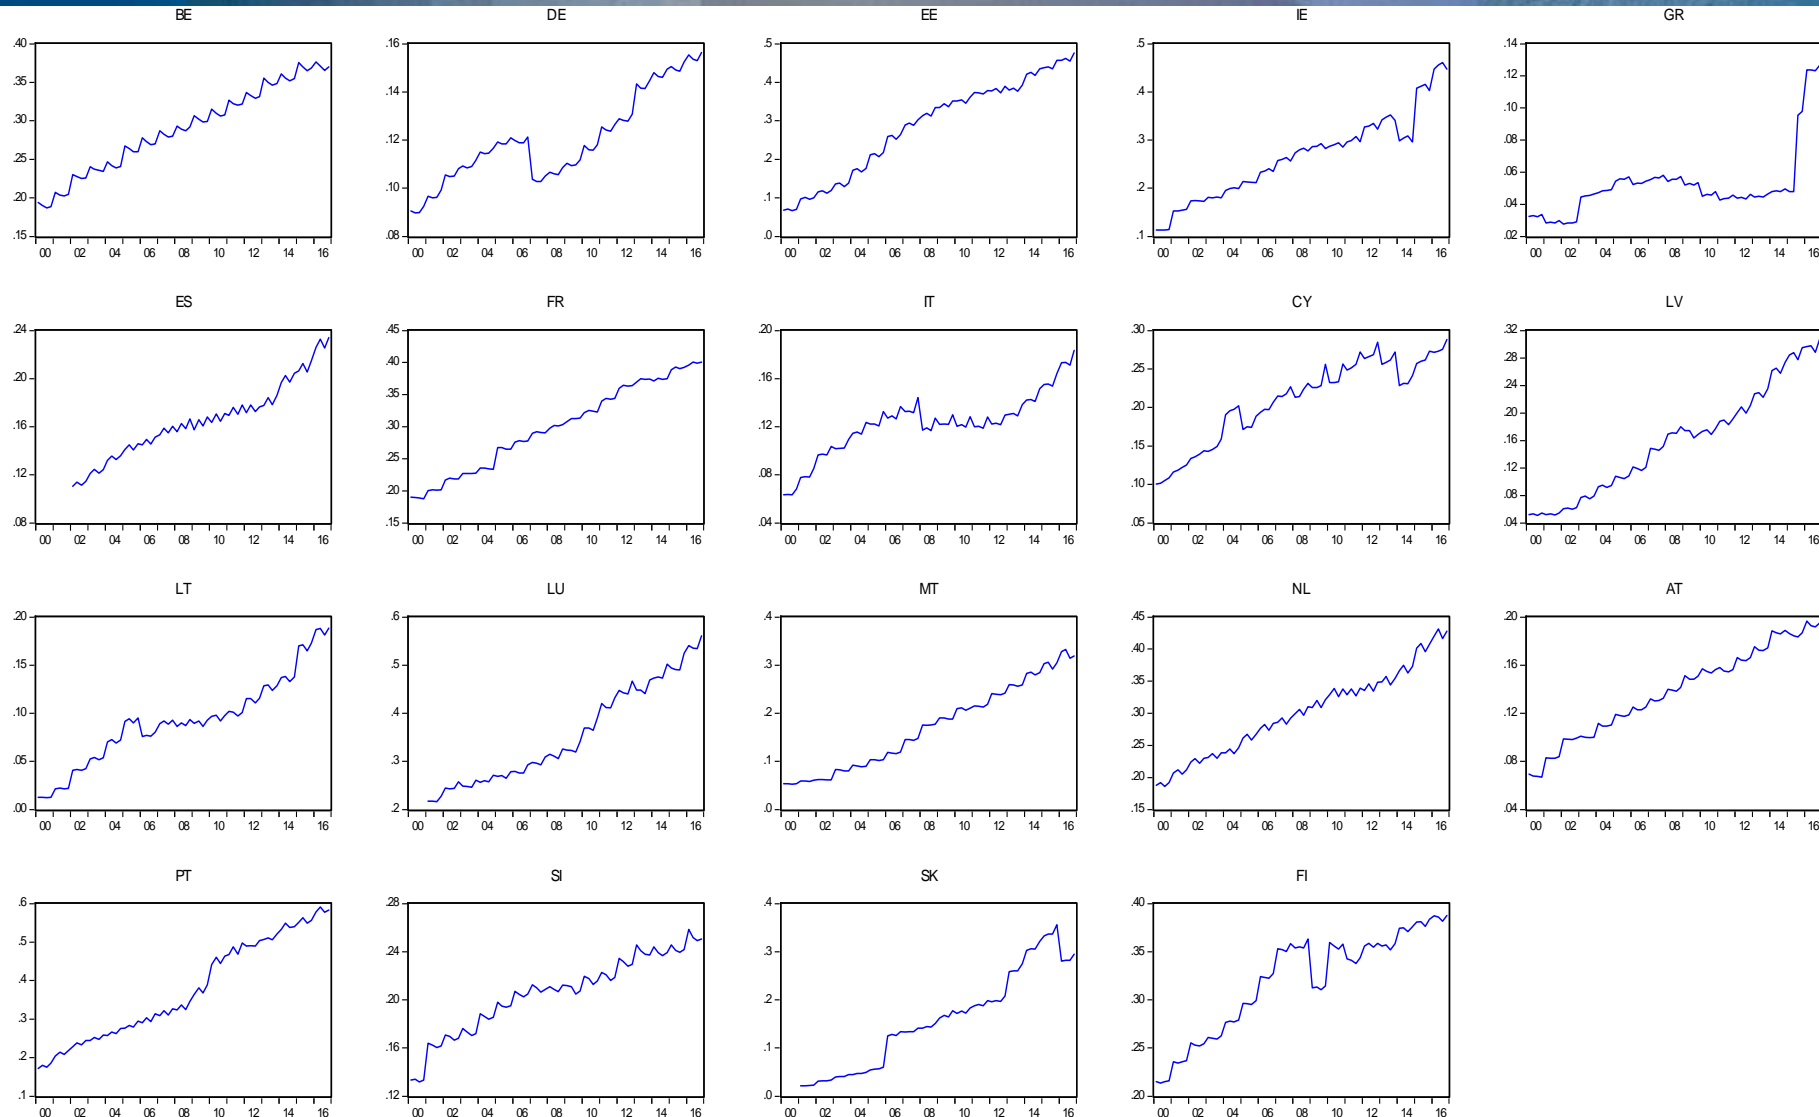 BE DE EE IE GR
.40 .16 .5 .5 .14
.35 .14 .4 .4 .12
.30 .12 .3 .3 .10
.25 .10 .2 .2 .08
.20 .08 .1 .1 .06
.15 .0 .04
.02
00 02 04 06 08 10 12 14 16 00 02 04 06 08 10 12 14 16 00 02 04 06 08 10 12 14 16 00 02 04 06 08 10 12 14 16 00 02 04 06 08 10 12 14 16
ES FR IT CY LV
.24 .45 .20 .30 .32
.20 .40 .16 .25 .28
.16 .35 .12 .20 .24
.12 .30 .08 .15 .20
.08 .25 .04 .10 .16
.20 .05 .12
.15 .08
.04
00 02 04 06 08 10 12 14 16 00 02 04 06 08 10 12 14 16 00 02 04 06 08 10 12 14 16 00 02 04 06 08 10 12 14 16 00 02 04 06 08 10 12 14 16
LT LU MT NL AT
.20 .6 .4 .45 .20
.15 .5 .3 .40 .16
.10 .4 .2 .35 .12
.05 .3 .1 .30 .08
.00 .2 .0 .25 .04
.20
.15
00 02 04 06 08 10 12 14 16 00 02 04 06 08 10 12 14 16 00 02 04 06 08 10 12 14 16 00 02 04 06 08 10 12 14 16 00 02 04 06 08 10 12 14 16
PT SI SK FI
.6 .28 .4 .40
.5 .24 .3 .35
.4 .20 .2 .30
.3 .16 .1 .25
.2 .12 .0 .20
.1
00 02 04 06 08 10 12 14 16 00 02 04 06 08 10 12 14 16 00 02 04 06 08 10 12 14 16 00 02 04 06 08 10 12 14 16